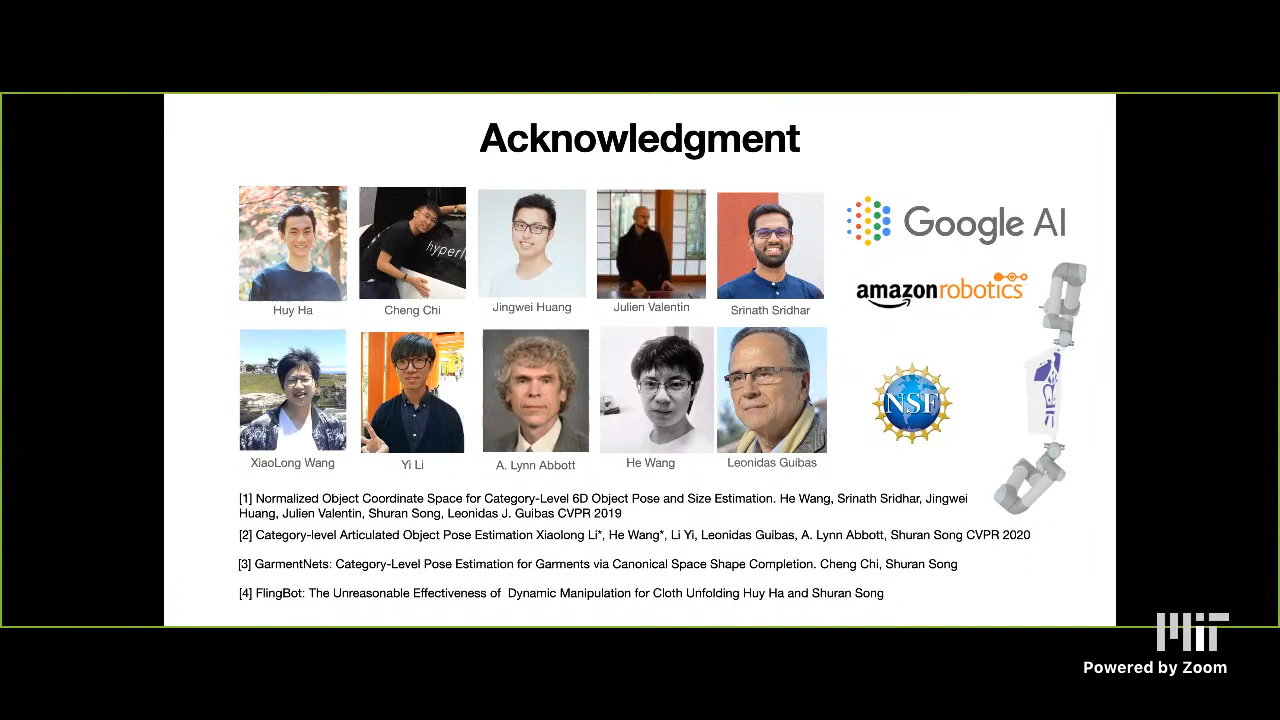 Acknowledgment
Huy Ha
Cheng Chi
hyperl
Jingwei Huang
Julien Valentin
Srinath Sridhar
Google AI
amazonrobotics
XiaoLong Wang
Yi Li
A. Lynn Abbott
He Wang
Leonidas Guibas
NSF
[1] Normalized Object Coordinate Space for Category-Level 6D Object Pose and Size Estimation. He Wang, Srinath Sridhar, Jingwei
Huang, Julien Valentin, Shuran Song, Leonidas J. Guibas CVPR 2019
[2] Category-level Articulated Object Pose Estimation Xiaolong Li*, He Wang*, Li Yi, Leonidas Guibas, A. Lynn Abbott, Shuran Song CVPR 2020
[3] GarmentNets: Category-Level Pose Estimation for Garments via Canonical Space Shape Completion. Cheng Chi, Shuran Song
[4] FlingBot: The Unreasonable Effectiveness of Dynamic Manipulation for Cloth Unfolding Huy Ha and Shuran Song
MIT
Powered by Zoom